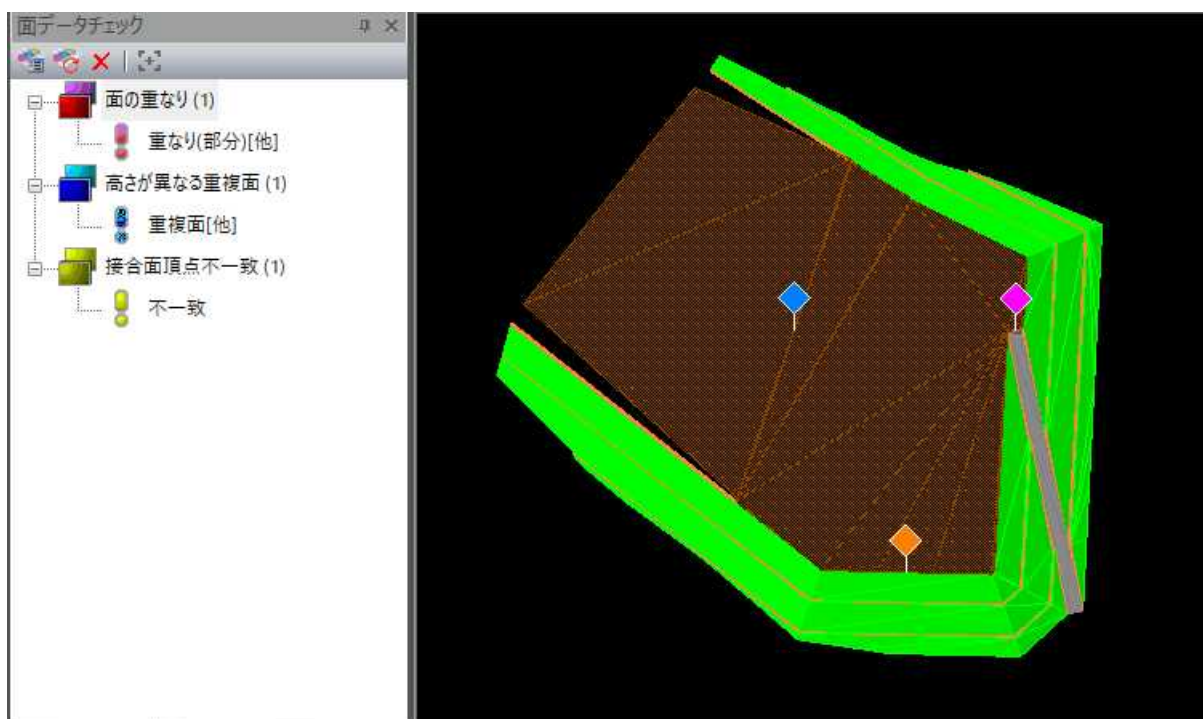 面データチェック
面の重なり (1)
重なり(部分)[他]
高さが異なる重複面 (1)
重複面[他]
接合面頂点不一致 (1)
不一致